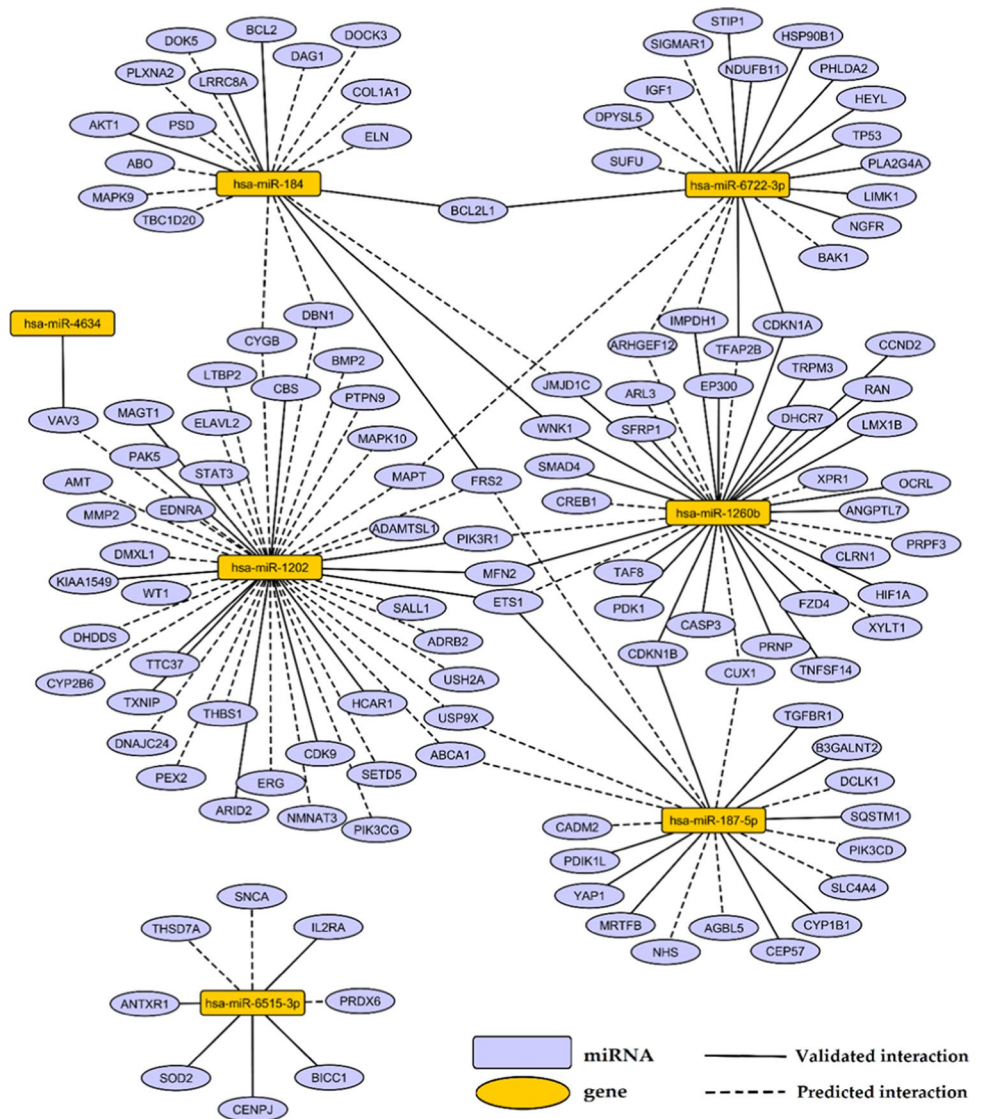 STIP1
BCL2
DOCK3
HSP90B1
DOK5
SIGMAR1
DAG1
NDUFB11
PHLDA2
PLXNA2
LRRC8A
COL1A1
IGF1
HEYL
DPYSL5
AKT1
PSD
ELN
TP53
SUFU
ABO
PLA2G4A
hsa-miR-184
hsa-miR-6722-3p
MAPK9
LIMK1
TBC1D20
BCL2L1
NGFR
BAK1
hsa-miR-4634
DBN1
IMPDH1
CDKN1A
CYGB
ARHGEF12
TFAP2B
CCND2
BMP2
LTBP2
TRPM3
CBS
JMJD1C
EP300
RAN
PTPN9
ARL3
MAGT1
DHCR7
VAV3
ELAVL2
WNK1
SFRP1
LMX1B
MAPK10
PAK5
STAT3
SMAD4
AMT
MAPT
FRS2
XPR1
OCRL
CREB1
EDNRA
hsa-miR-1260b
ANGPTL7
MMP2
ADAMTSL1
PIK3R1
PRPF3
DMXL1
CLRN1
hsa-miR-1202
MFN2
TAF8
KIAA1549
WT1
HIF1A
ETS1
FZD4
SALL1
PDK1
CASP3
XYLT1
DHDDS
ADRB2
PRNP
CDKN1B
TTC37
TNFSF14
CYP2B6
USH2A
CUX1
TXNIP
HCAR1
THBS1
USP9X
TGFBR1
DNAJC24
B3GALNT2
CDK9
ABCA1
PEX2
SETD5
DCLK1
ERG
ARID2
SQSTM1
NMNAT3
hsa-miR-187-5p
CADM2
PIK3CG
PIK3CD
PDIK1L
SLC4A4
YAP1
SNCA
MRTFB
AGBL5
CYP1B1
THSD7A
IL2RA
NHS
CEP57
ANTXR1
hsa-miR-6515-3p
PRDX6
miRNA
Validated interaction
SOD2
BICC1
gene
Predicted interaction
CENPJ